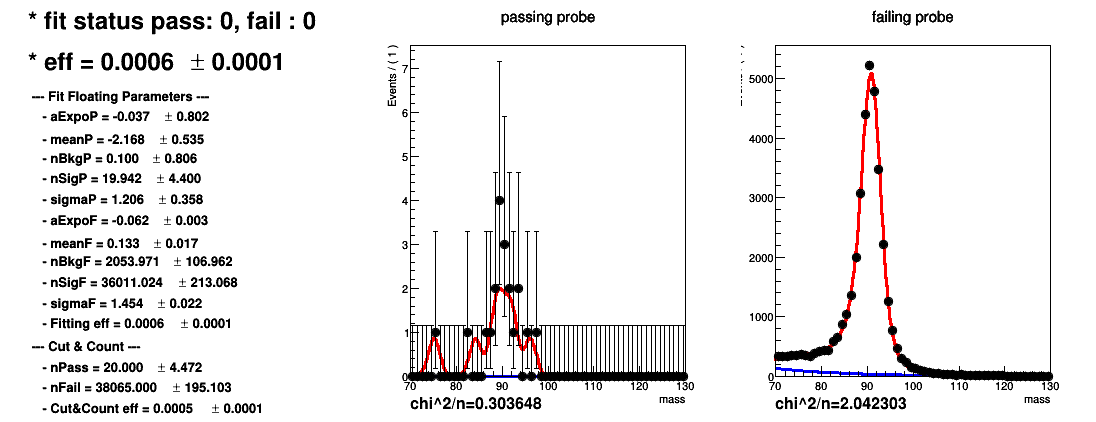 * fit status pass: 0, fail : 0
* eff = 0.0006 ± 0.0001
--- Fit Floating Parameters ---
- aExpoP = -0.037 ± 0.802
- meanP = -2.168 ± 0.535
- nBkgP = 0.100 ± 0.806
- nSigP = 19.942 ± 4.400
- sigmaP = 1.206 ± 0.358
- aExpoF = -0.062 ± 0.003
- meanF = 0.133 ± 0.017
- nBkgF = 2053.971 ± 106.962
- nSigF = 36011.024 ± 213.068
- sigmaF = 1.454 ± 0.022
- Fitting eff = 0.0006 ± 0.0001
--- Cut & Count ---
- nPass = 20.000 ± 4.472
- nFail = 38065.000 ± 195.103
- Cut&Count eff = 0.0005 ± 0.0001
passing probe
Events / ( 1 )
7
6
5
4
3
2
1
0
70 80 90 100 110 120 130
mass
chi^2/n=0.303648
failing probe
5000
4000
3000
2000
1000
0
70 80 90 100 110 120 130
mass
chi^2/n=2.042303